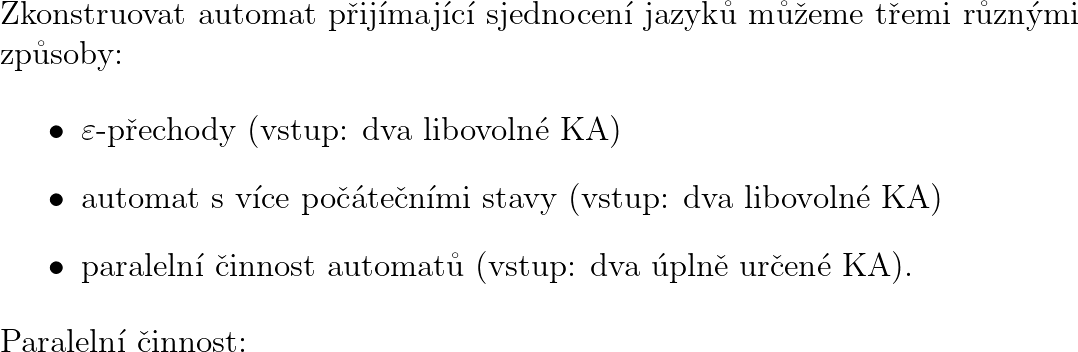 Zkonstruovat automat přijímající sjednocení jazyků můžeme třemi různými
způsoby:
• ε-přechody (vstup: dva libovolné KA)
• automat s více počátečními stavy (vstup: dva libovolné KA)
• paralelní činnost automatů (vstup: dva úplně určené KA).
Paralelní činnost: